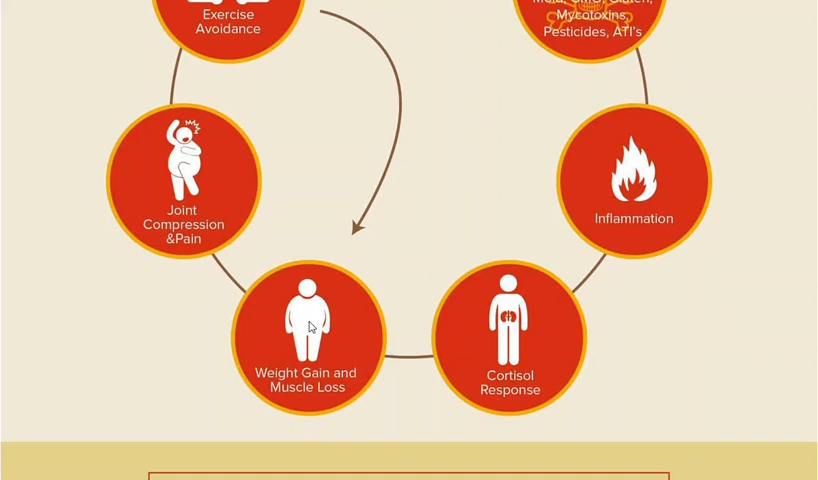 Exercise
Avoidance
Mycotoxins,
Pesticides, ATI's
Joint
Compression
&Pain
Inflammation
Weight Gain and
Muscle Loss
Cortisol
Response